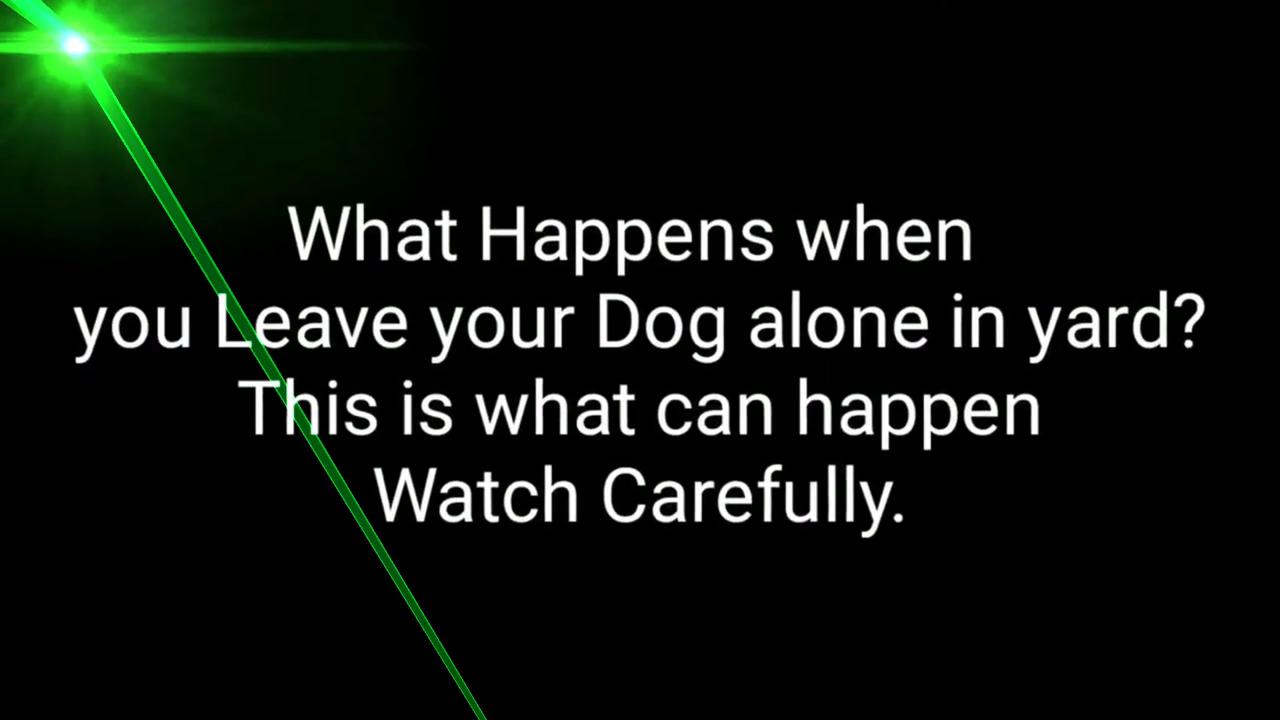 What Happens when
you Leave your Dog alone in yard?
This is what can happen
Watch Carefully.